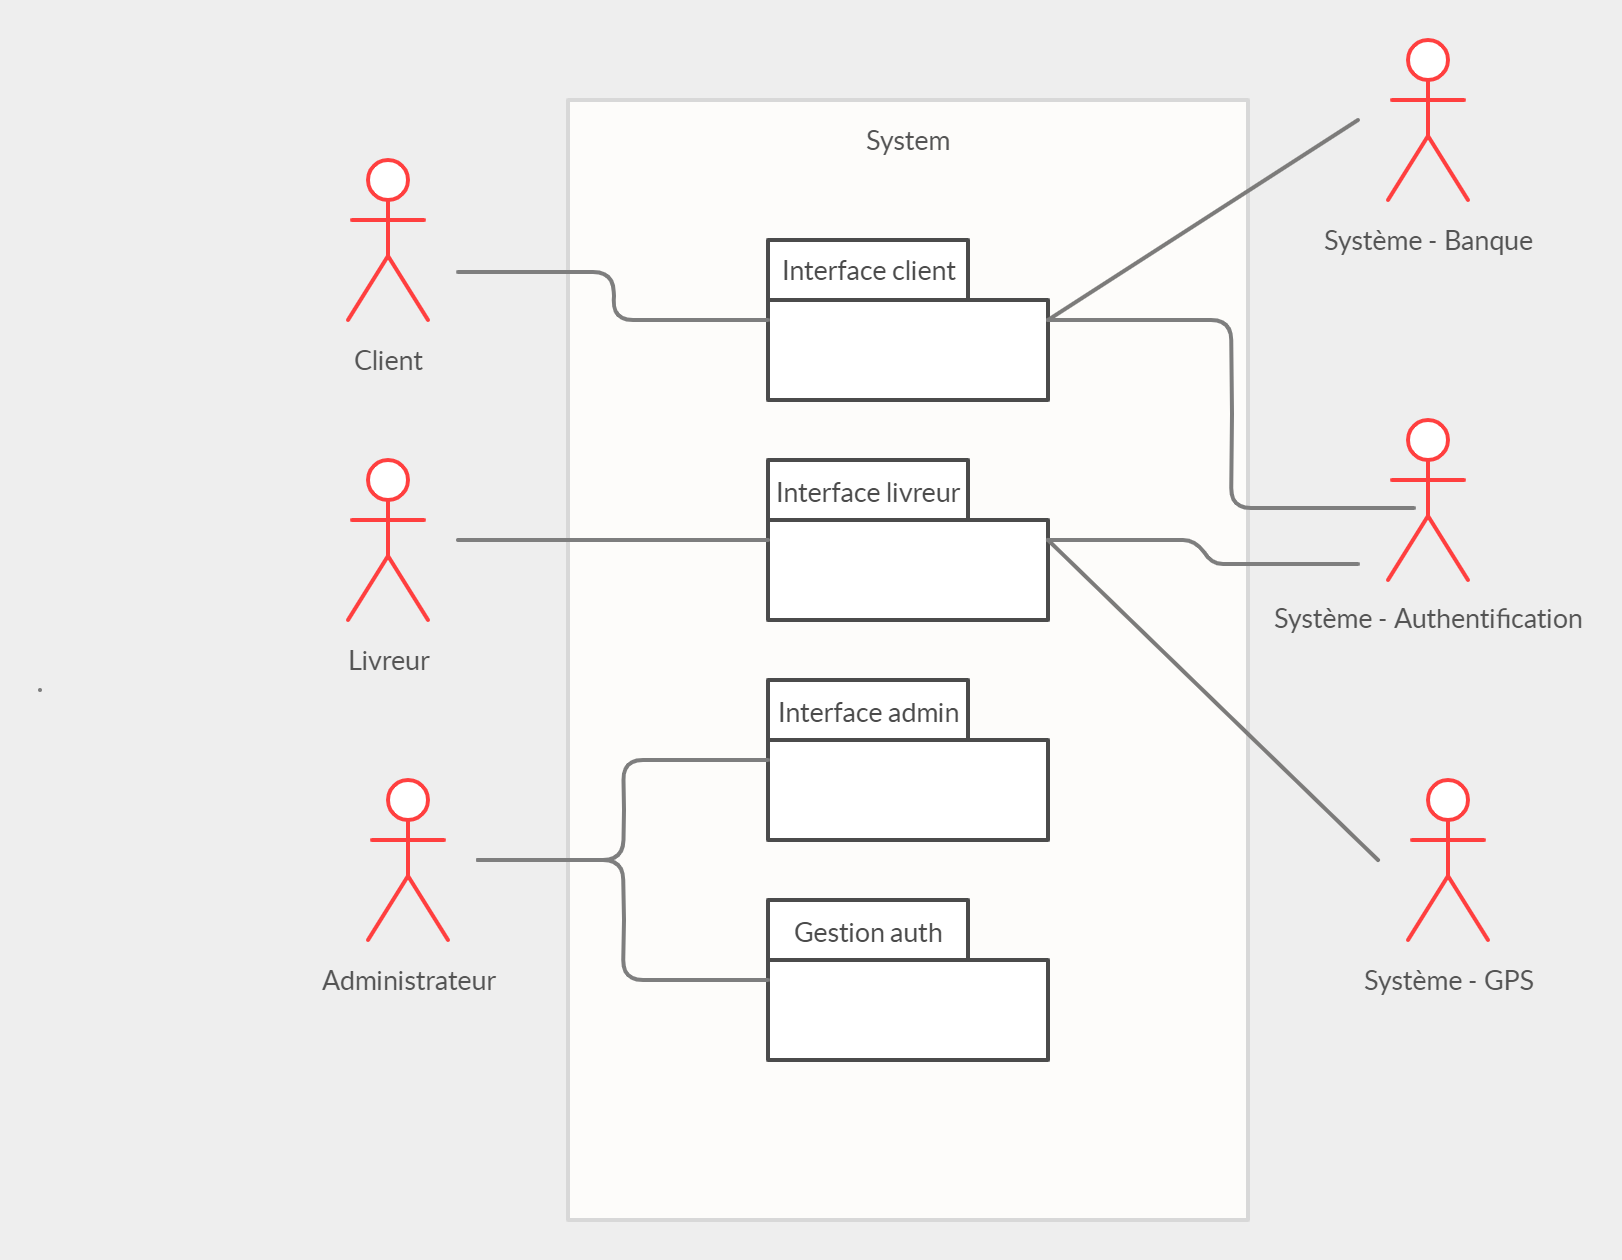 System
Système - Banque
Interface client
Client
Interface livreur
Système - Authentification
Livreur
Interface admin
Gestion auth
Administrateur
Système - GPS